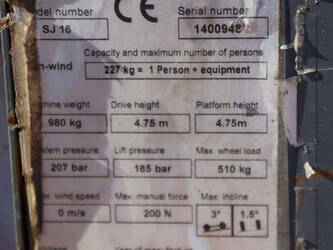 odel number CE Serial number
SJ 16 1400948
Capacity and maximum number of persons
n-wind 227 kg = 1 Person + equipment
chine weight Drive height Platform height
980 kg 4.75 m 4.75m
stem pressure Lift pressure Max. wheel load
207 bar 185 bar 510 kg
ax. wind speed Max. manual force Max. incline
0 m/s 200 N 3° 1.5°